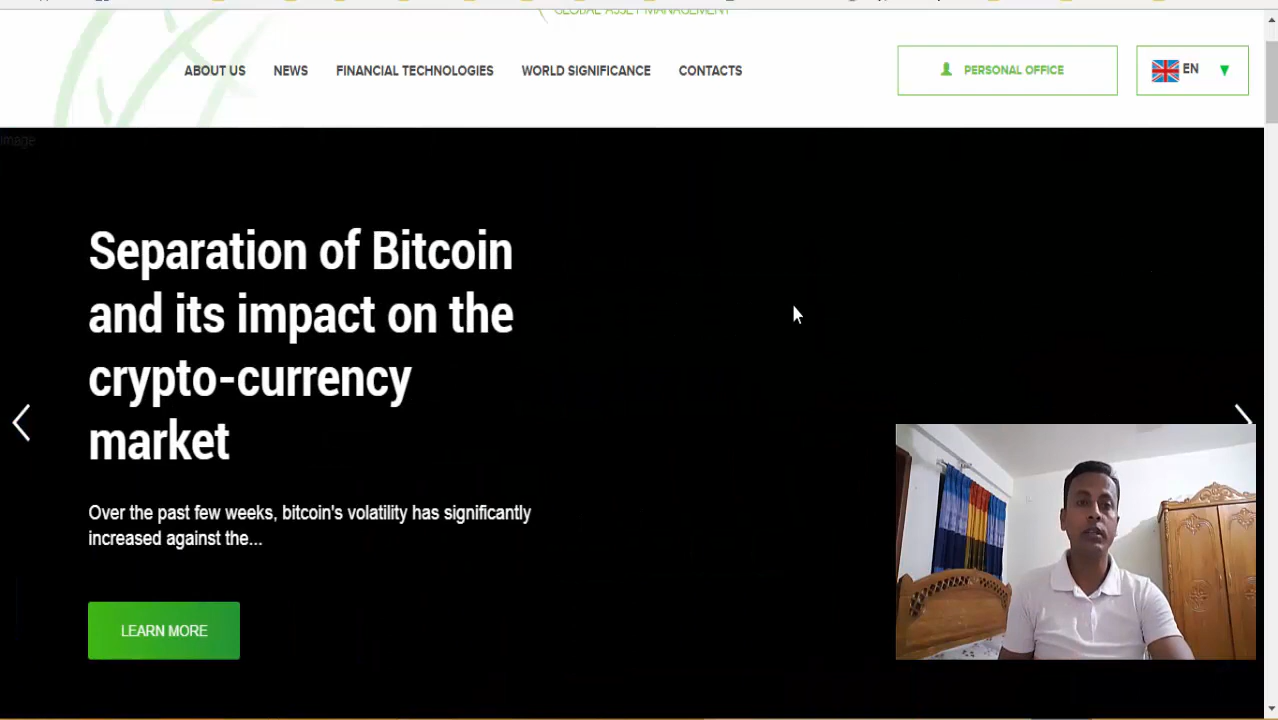 GLOBAL ASSET MANAGEMENT
ABOUT US NEWS FINANCIAL TECHNOLOGIES WORLD SIGNIFICANCE CONTACTS
PERSONAL OFFICE
EN
image
Separation of Bitcoin
and its impact on the
crypto-currency
market
Over the past few weeks, bitcoin's volatility has significantly
increased against the...
LEARN MORE